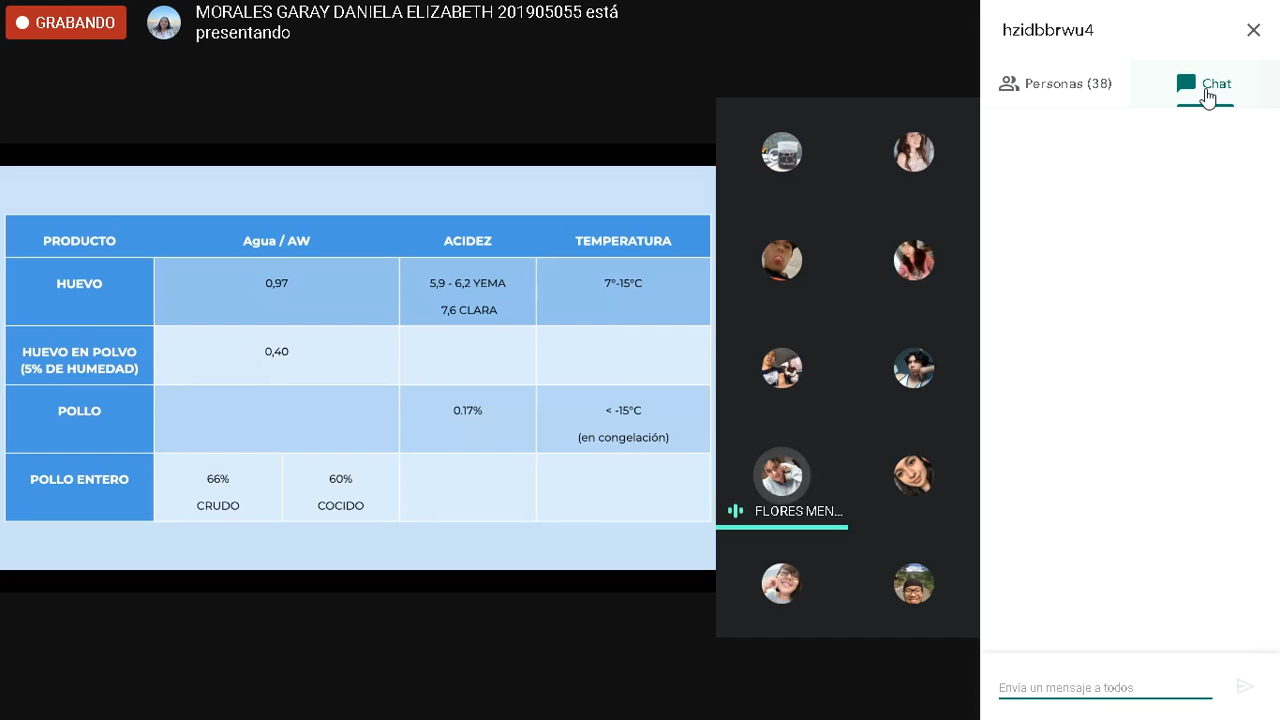 GRABANDO
MORALES GARAY DANIELA ELIZABETH 201905055 está
presentando
hzidbbrwu4
Personas (38)
Chat
PRODUCTO Agua / AW ACIDEZ TEMPERATURA
HUEVO 0,97 5,9 - 6,2 YEMA 7°-15°C
7,6 CLARA
HUEVO EN POLVO 0,40
(5% DE HUMEDAD)
POLLO 0.17% < -15°C
(en congelación)
POLLO ENTERO 66% 60%
CRUDO COCIDO
FLORES MEN...
Envía un mensaje a todos